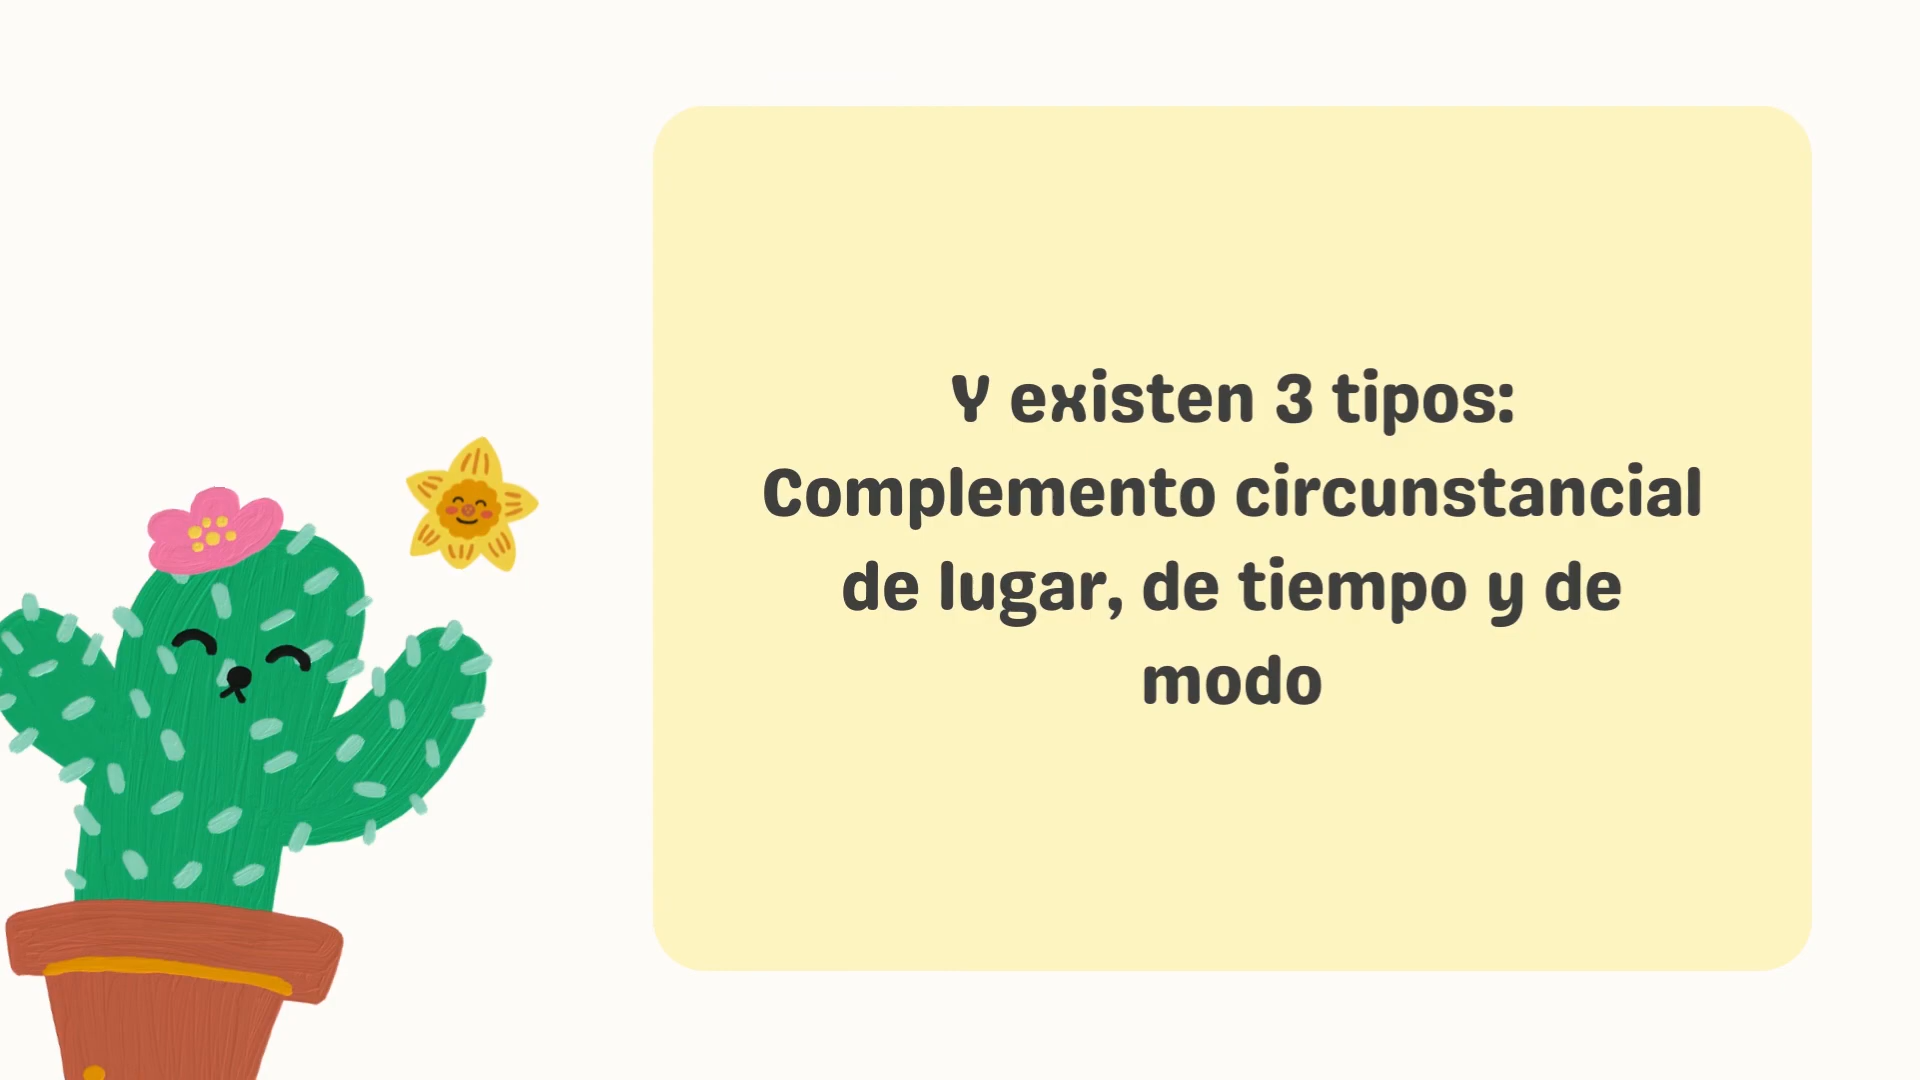 Y existen 3 tipos:
Complemento circunstancial
de lugar, de tiempo y de
modo